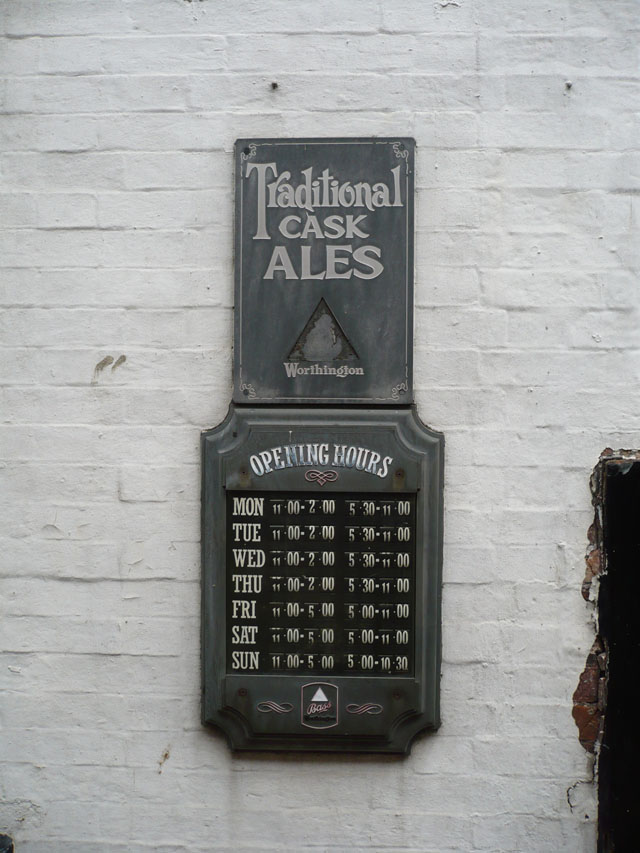 Traditional
CASK
ALES
Worthington
OPENING HOURS
MON 11 00-2 00 5 30-11 00
TUE 11 00-2 00 5 30-11 00
WED 11 00-2 00 5 30-11 00
THU 11 00-2 00 5 30-11 00
FRI 11 00-5 00 5 00-11 00
SAT 11 00-5 00 5 00-11 00
SUN 11 00-5 00 5 00-10 30
Bass
Worthington